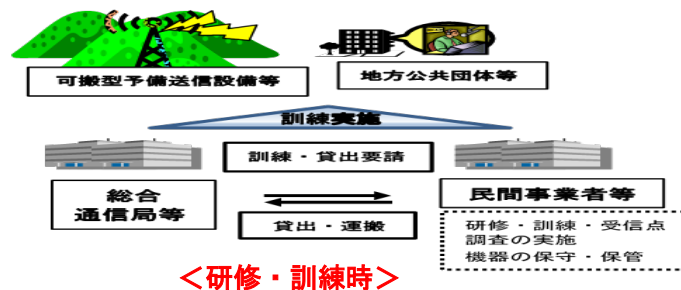 可搬型予備送信設備等
地方公共団体等
訓練実施
訓練・貸出要請
総合
通信局等
民間事業者等
貸出・運搬
研修・訓練・受信点
調査の実施
機器の保守・保管
＜研修・訓練時＞